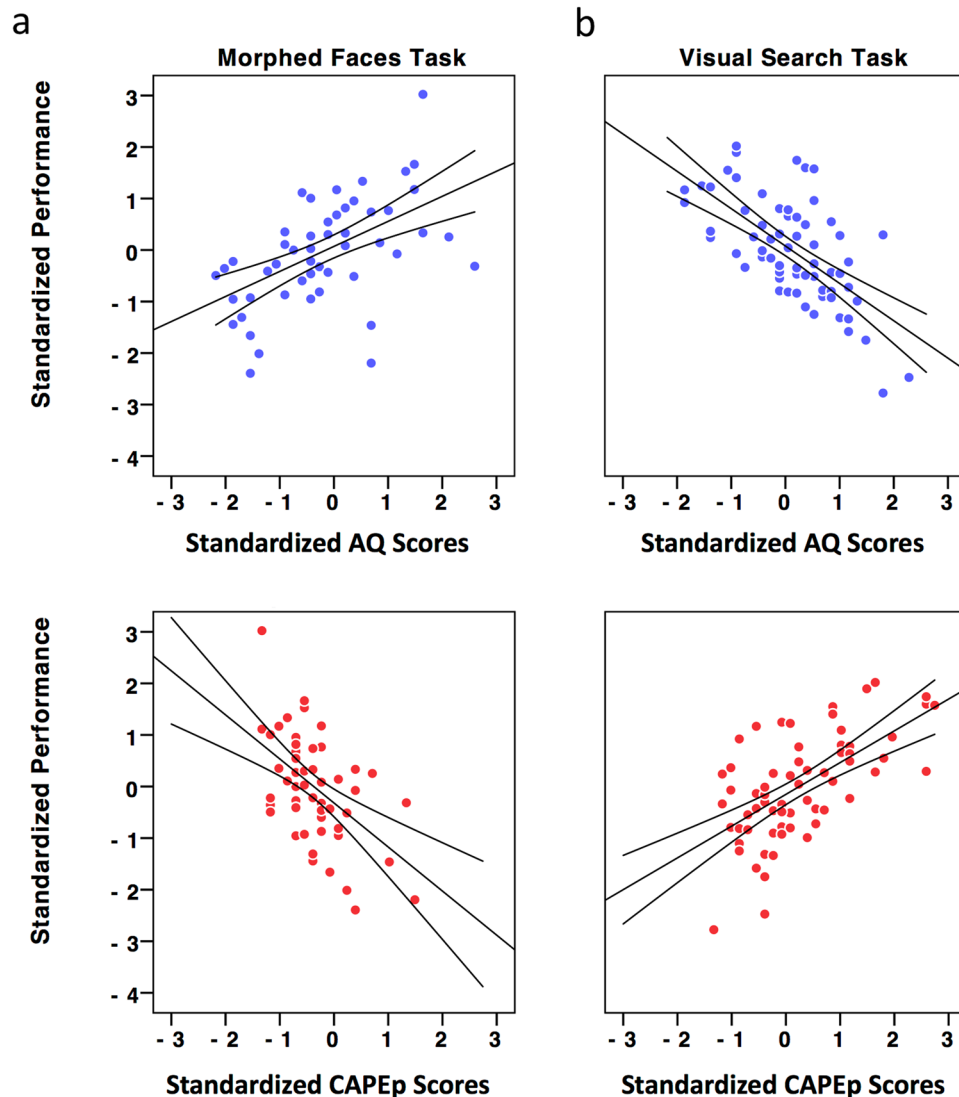 a
b
Morphed Faces Task
Visual Search Task
Standardized Performance
3
2
1
0
- 1
- 2
- 3
- 4
- 3 - 2 - 1 0 1 2 3
- 3 - 2 - 1 0 1 2 3
Standardized AQ Scores
Standardized AQ Scores
Standardized Performance
3
2
1
0
- 1
- 2
- 3
- 4
- 3 - 2 - 1 0 1 2 3
- 3 - 2 - 1 0 1 2 3
Standardized CAPEp Scores
Standardized CAPEp Scores